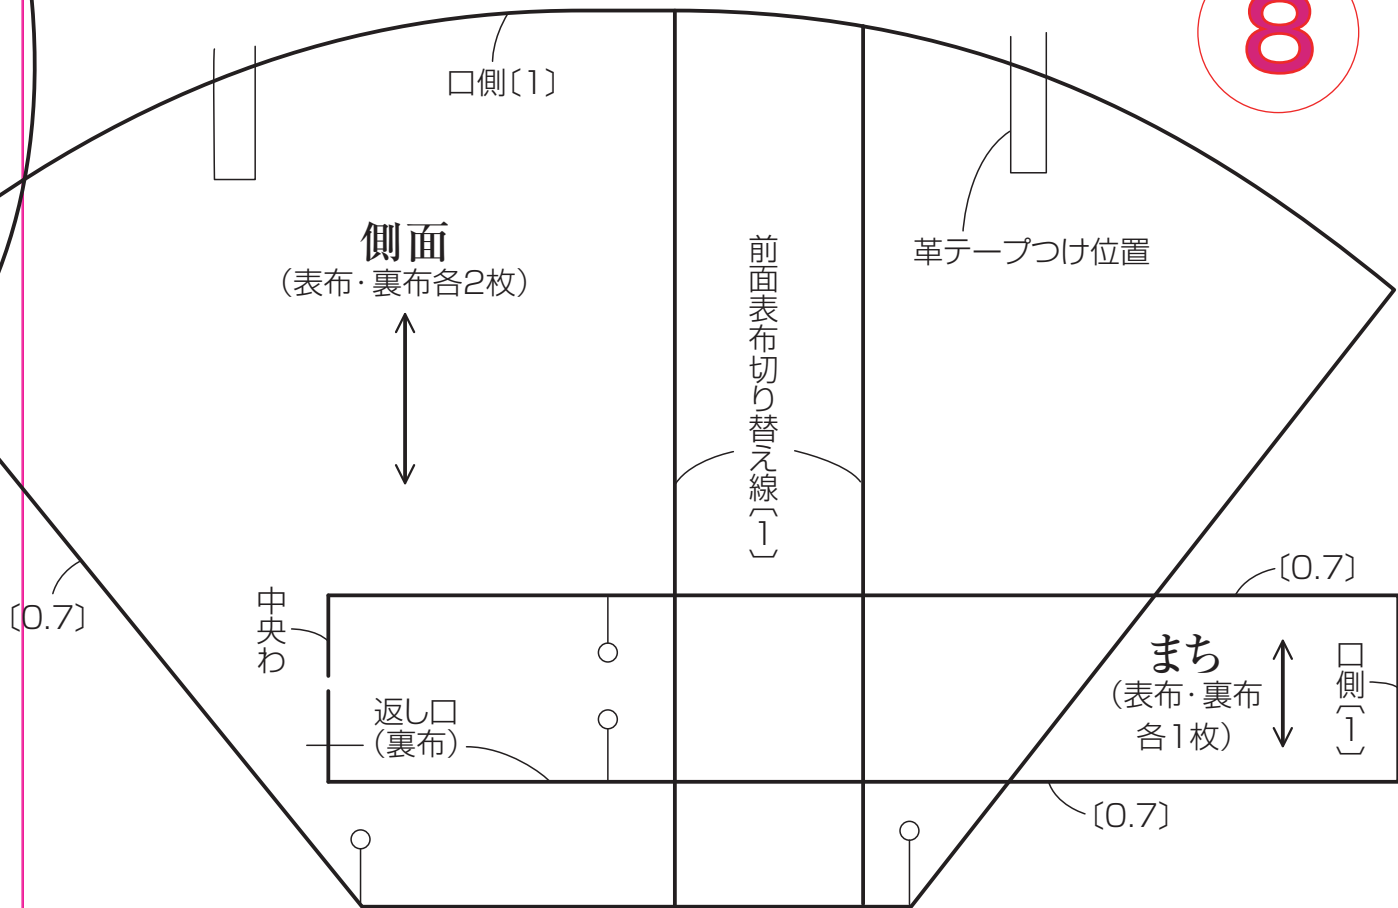 8
口側〔1〕
側面
（表布・裏布各2枚）
前面表布切り替え線〔1〕
革テープつけ位置
〔0.7〕
中央わ
返し口
（裏布）
〔0.7〕
まち
（表布・裏布
各1枚）
口側〔1〕
〔0.7〕